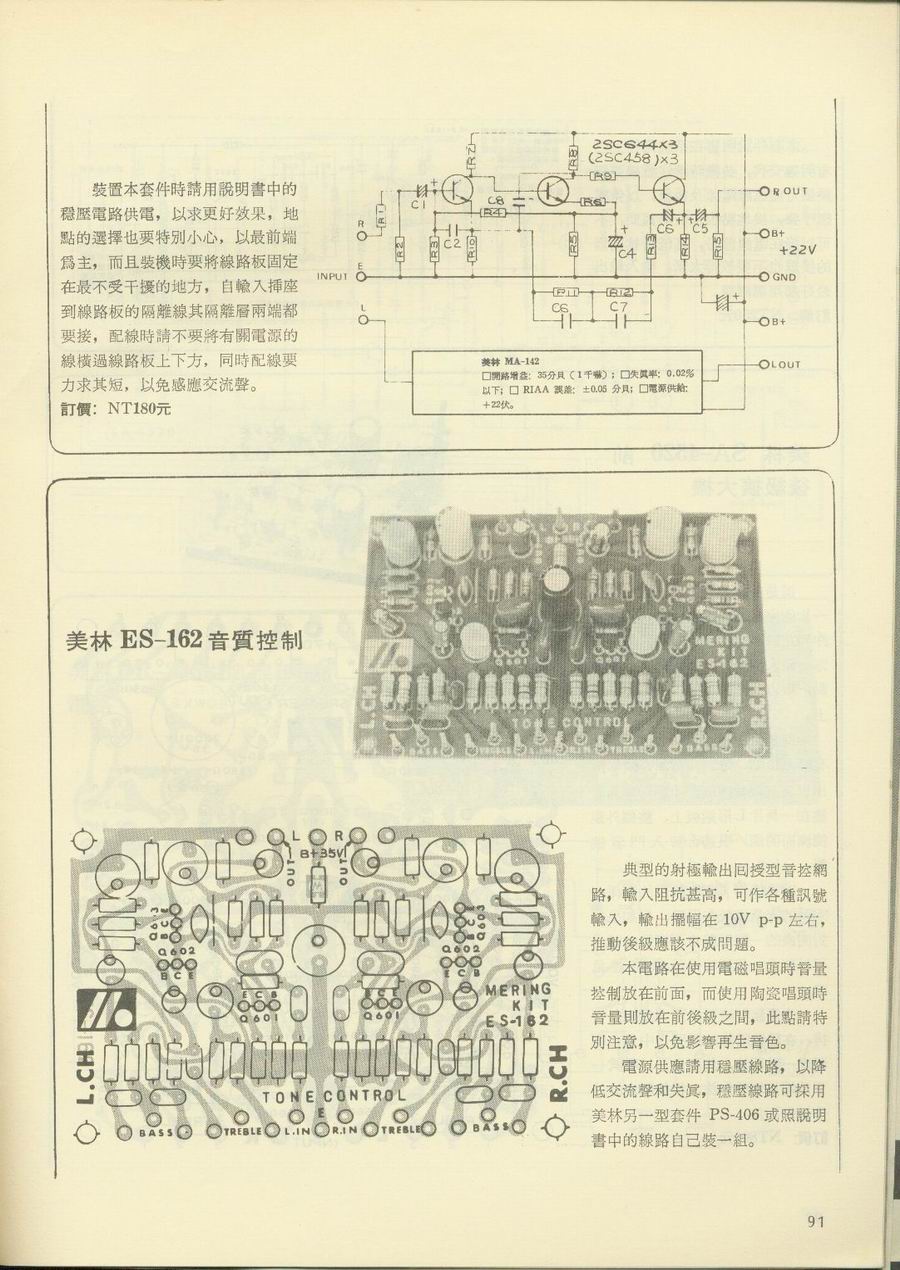 裝置本套件時請用說明書中的
穩壓電路供電，以求更好效果，地
點的選擇也要特別小心，以最前端
爲主，而且裝機時要將線路板固定
在最不受干擾的地方，自輸入揷座
到線路板的隔離線其隔離層兩端都
要接，配線時請不要將有關電源的
線橫過線路板上下方，同時配線要
力求其短，以免感應交流聲。
訂價：NT180元
2SC644×3
(2SC458)×3
R7
R8
R9
C1
C8
R4
R6
R1
R
R2
R3
C2
R10
R5
C4
R13
C6
C5
R14
R15
R OUT
B+
+22V
INPUT
E
GND
R11
R12
C6
C7
L
B+
L OUT
美林 MA-142
□開路增益：35分貝（1千嚇）；□失眞率：0.02%
以下；□ RIAA 誤差：±0.05 分貝；□電源供給：
+22伏。
美林 ES-162 音質控制
MERING
KIT
ES-162
Q601
Q601
L.CH
R.CH
TONE CONTROL
BASS
TREBLE
L.IN
R.IN
TREBLE
BASS
L
R
OUT
B+35V
OUT
Q603
B
C
E
Q602
B C E
Q603
Q602
E C B
Q601
E C B
Q601
MERING
KIT
ES-162
L.CH
R.CH
TONE CONTROL
E
BASS
TREBLE
L.IN
R.IN
TREBLE
BASS
典型的射極輸出囘授型音控網
路，輸入阻抗甚高，可作各種訊號
輸入，輸出擺幅在 10V p-p 左右，
推動後級應該不成問題。
本電路在使用電磁唱頭時音量
控制放在前面，而使用陶瓷唱頭時
音量則放在前後級之間，此點請特
別注意，以免影響再生音色。
電源供應請用穩壓線路，以降
低交流聲和失眞，穩壓線路可採用
美林另一型套件 PS-406 或照說明
書中的線路自己裝一組。
91